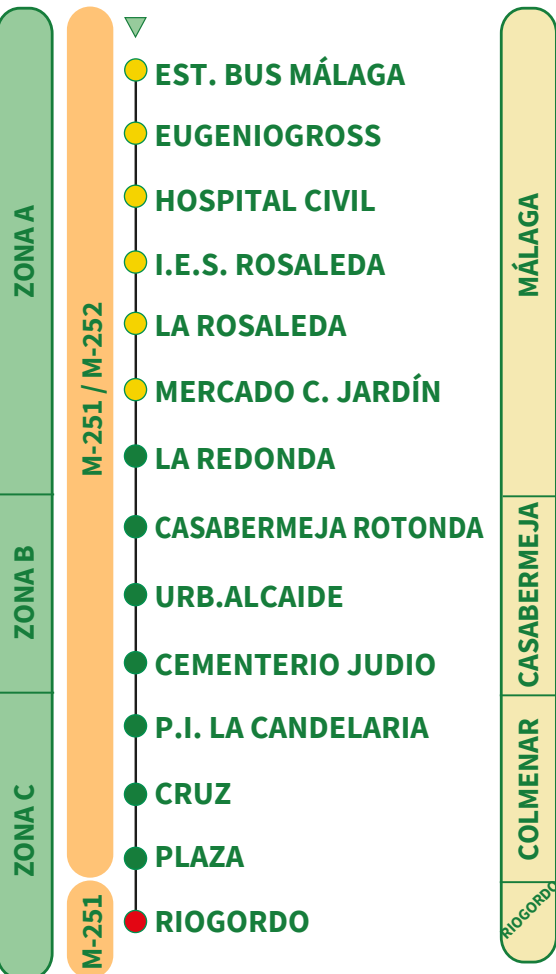 ZONA A
ZONA B
ZONA C
M-251 / M-252
M-251
EST. BUS MÁLAGA
EUGENIOGROSS
HOSPITAL CIVIL
I.E.S. ROSALEDA
LA ROSALEDA
MERCADO C. JARDÍN
LA REDONDA
CASABERMEJA ROTONDA
URB.ALCAIDE
CEMENTERIO JUDIO
P.I. LA CANDELARIA
CRUZ
PLAZA
RIOGORDO
MÁLAGA
CASABERMEJA
COLMENAR
RIOGORDO